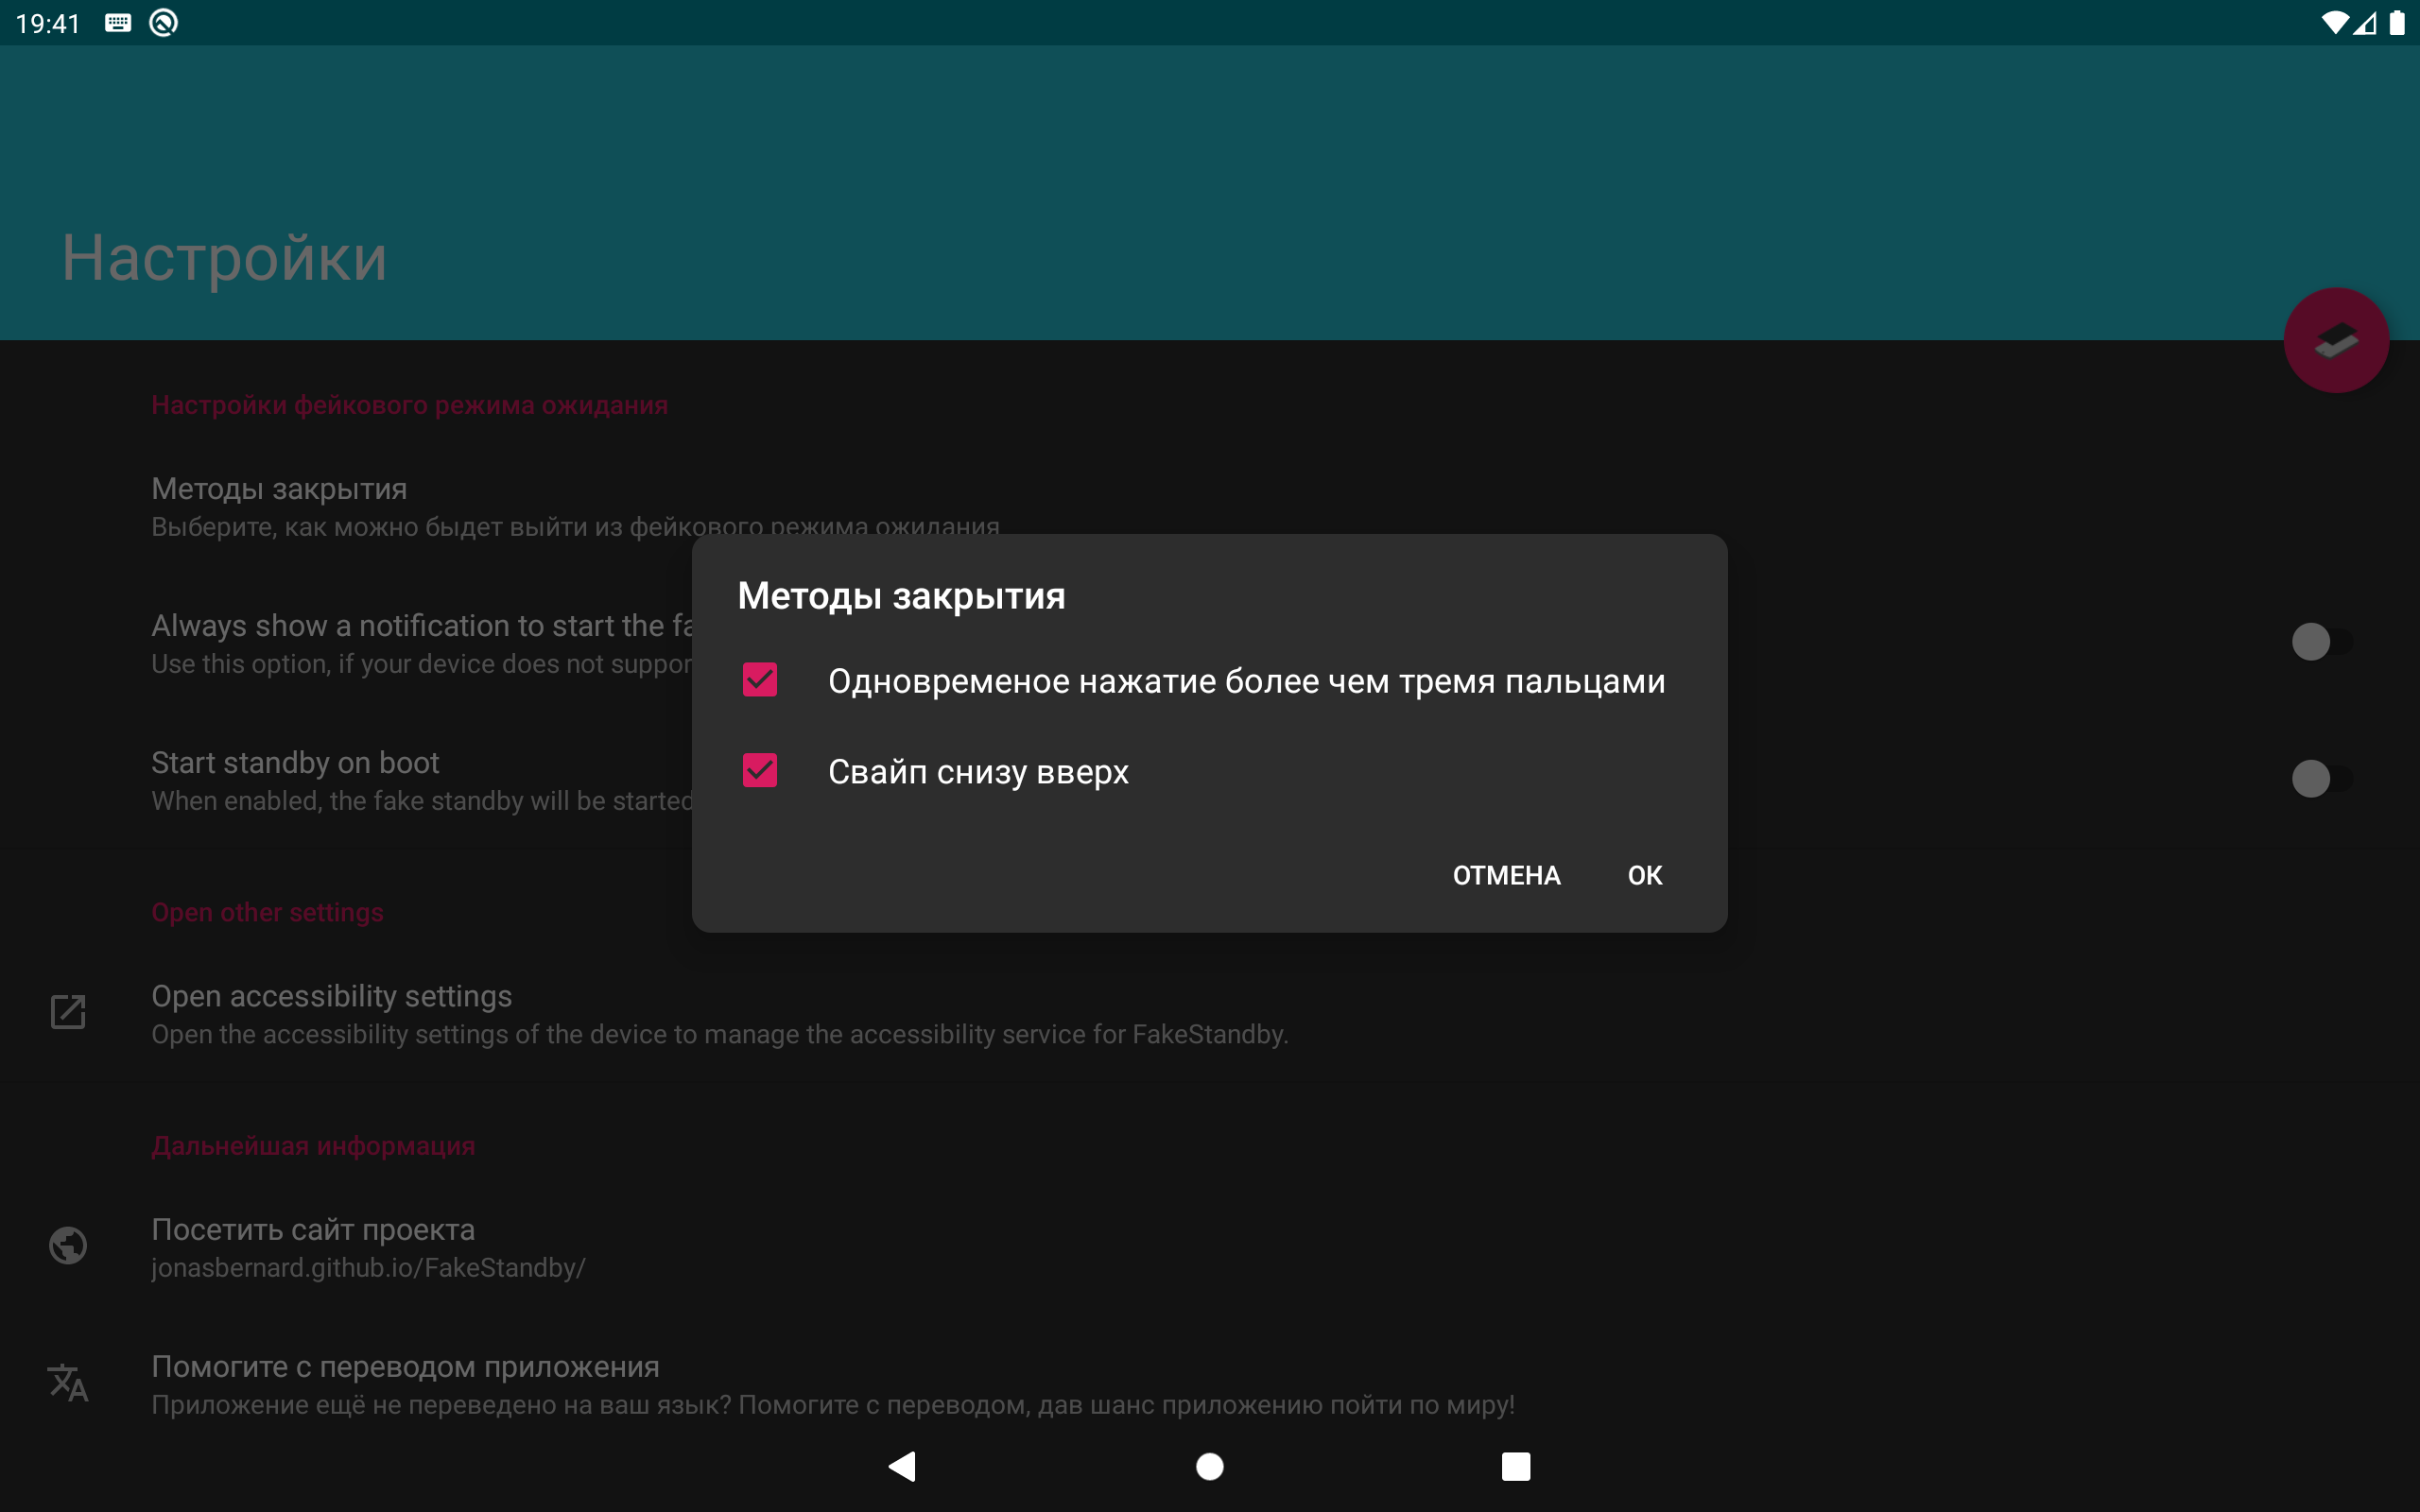 19:41
Настройки
Настройки фейкового режима ожидания
Методы закрытия
Выберите, как можно быдет выйти из фейкового режима ожидания
Методы закрытия
Always show a notification to start the fa
Use this option, if your device does not suppor
Одновременое нажатие более чем тремя пальцами
Start standby on boot
When enabled, the fake standby will be started
Свайп снизу вверх
ОТМЕНА
ОК
Open other settings
Open accessibility settings
Open the accessibility settings of the device to manage the accessibility service for FakeStandby.
Дальнейшая информация
Посетить сайт проекта
jonasbernard.github.io/FakeStandby/
Помогите с переводом приложения
Приложение ещё не переведено на ваш язык? Помогите с переводом, дав шанс приложению пойти по миру!